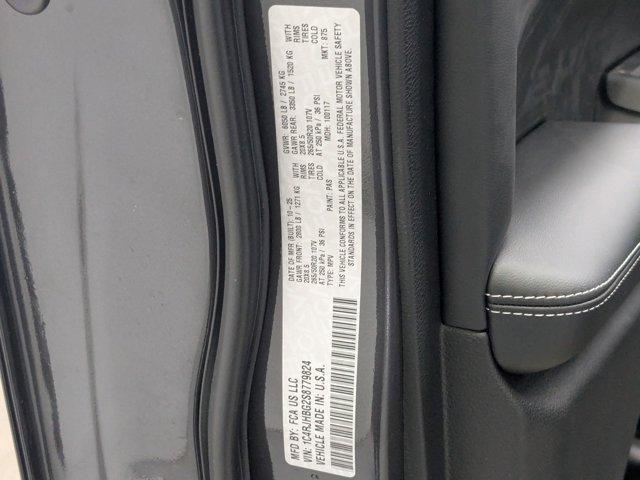 MFD BY: FCA US LLC
DATE OF MFR (BUILT): 10-25
GVWR: 6050 LB / 2745 KG
GAWR FRONT: 2800 LB / 1271 KG
WITH
RIMS
TIRES
COLD
20X8.5
265/50R20 107V
AT 250 kPa / 36 PSI
GAWR REAR: 3350 LB / 1520 KG
WITH
RIMS
TIRES
COLD
20X8.5
265/50R20 107V
AT 250 kPa / 36 PSI
MDH: 100117
MKT: 875
TYPE: MPV
PAINT: PAS
VIN: 1C4RJHBG2S8779824
VEHICLE MADE IN: U.S.A.
THIS VEHICLE CONFORMS TO ALL APPLICABLE U.S.A. FEDERAL MOTOR VEHICLE SAFETY
STANDARDS IN EFFECT ON THE DATE OF MANUFACTURE SHOWN ABOVE.